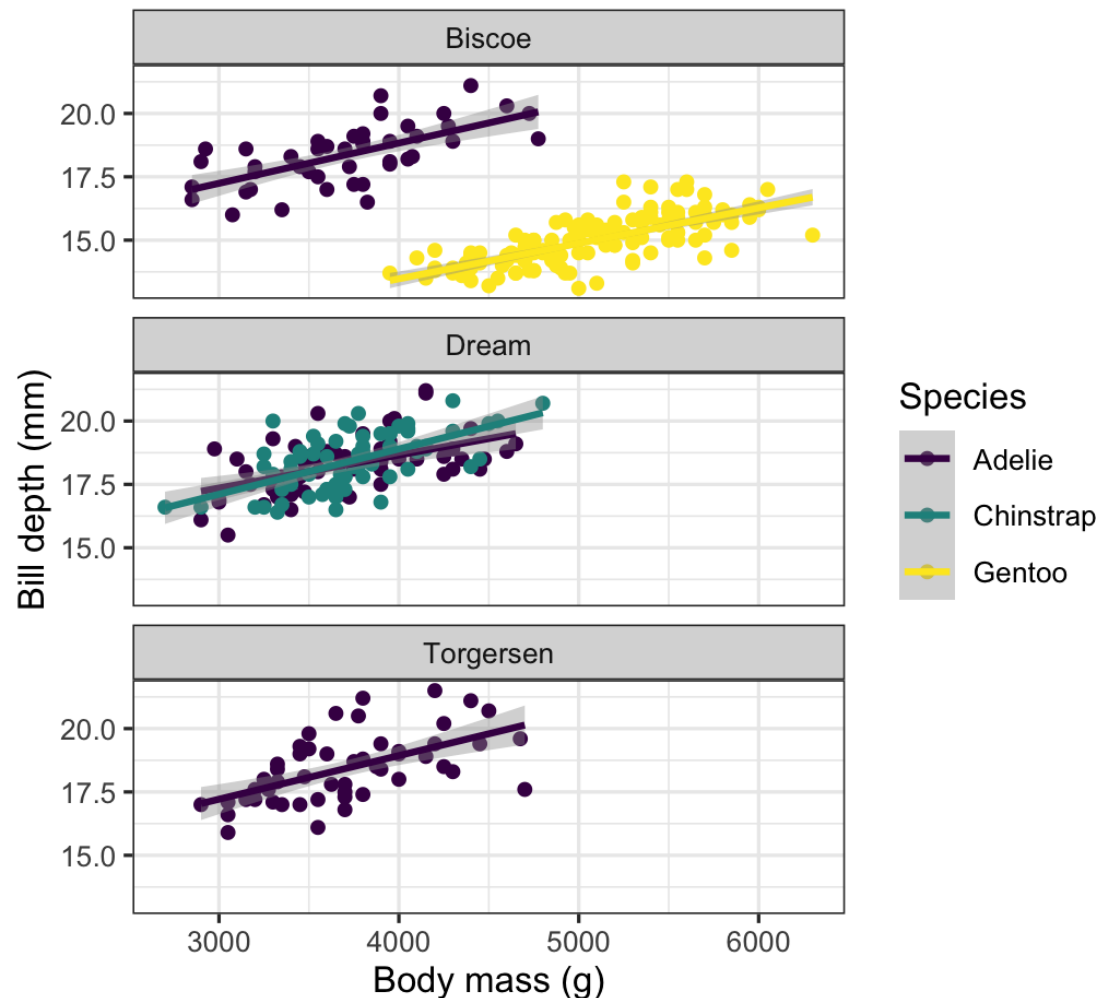 Biscoe
20.0
17.5
15.0
Dream
20.0
17.5
15.0
Torgersen
20.0
17.5
15.0
3000 4000 5000 6000
Body mass (g)
Bill depth (mm)
Species
Adelie
Chinstrap
Gentoo